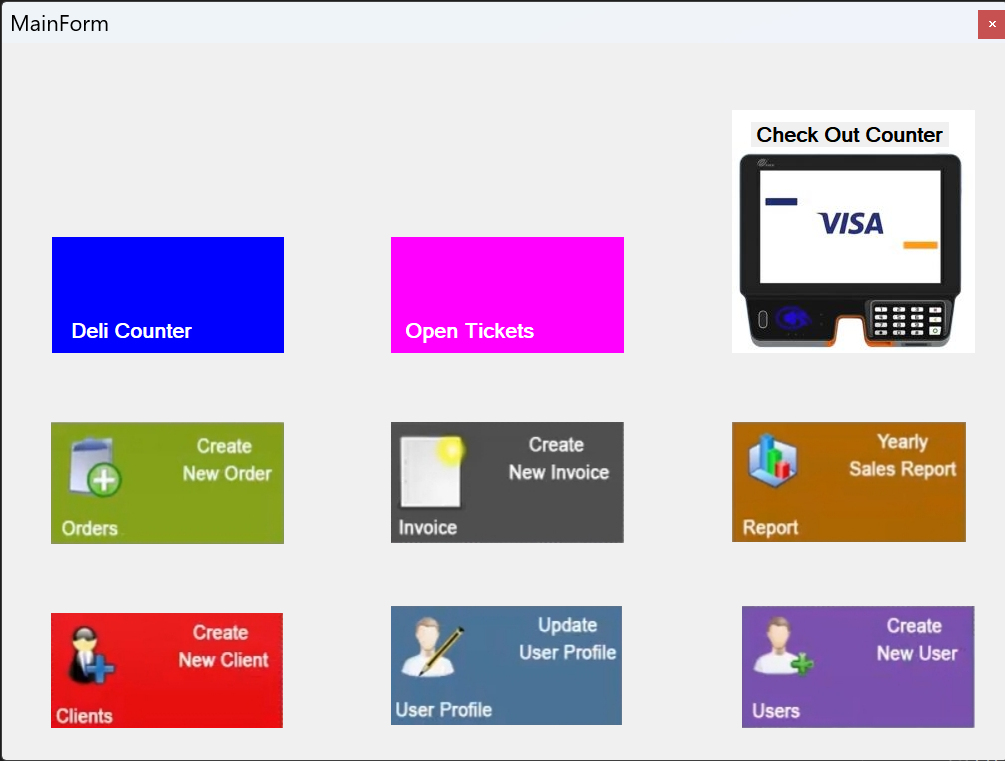 MainForm
Check Out Counter
VISA
Deli Counter
Open Tickets
Create
New Order
Orders
Create
New Invoice
Invoice
Yearly
Sales Report
Report
Create
New Client
Clients
Update
User Profile
User Profile
Create
New User
Users